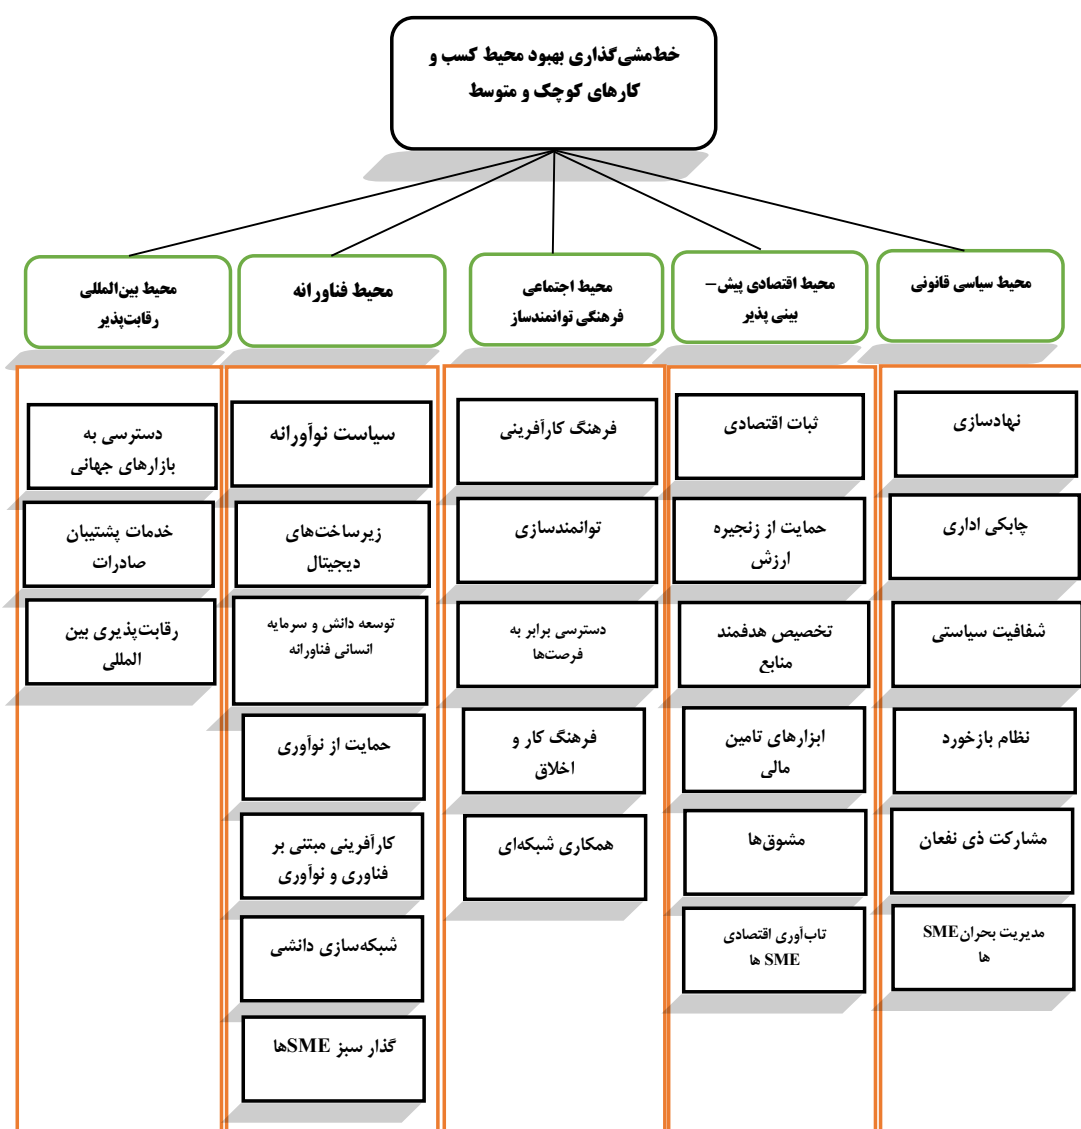 خط‌مشی‌گذاری بهبود محیط کسب و
کارهای کوچک و متوسط
محیط سیاسی قانونی
محیط اقتصادی پیش–
بینی پذیر
محیط اجتماعی
فرهنگی توانمندساز
محیط فناورانه
محیط بین‌المللی
رقابت‌پذیر
نهادسازی
چابکی اداری
شفافیت سیاستی
نظام بازخورد
مشارکت ذی نفعان
مدیریت بحران SME
ها
ثبات اقتصادی
حمایت از زنجیره
ارزش
تخصیص هدفمند
منابع
ابزارهای تامین
مالی
مشوق‌ها
تاب‌آوری اقتصادی
SME ها
فرهنگ کارآفرینی
توانمندسازی
دسترسی برابر به
فرصت‌ها
فرهنگ کار و
اخلاق
همکاری شبکه‌ای
سیاست نوآورانه
زیرساخت‌های
دیجیتال
توسعه دانش و سرمایه
انسانی فناورانه
حمایت از نوآوری
کارآفرینی مبتنی بر
فناوری و نوآوری
شبکه‌سازی دانشی
گذار سبز SMEها
دسترسی به
بازارهای جهانی
خدمات پشتیبان
صادرات
رقابت‌پذیری بین
المللی